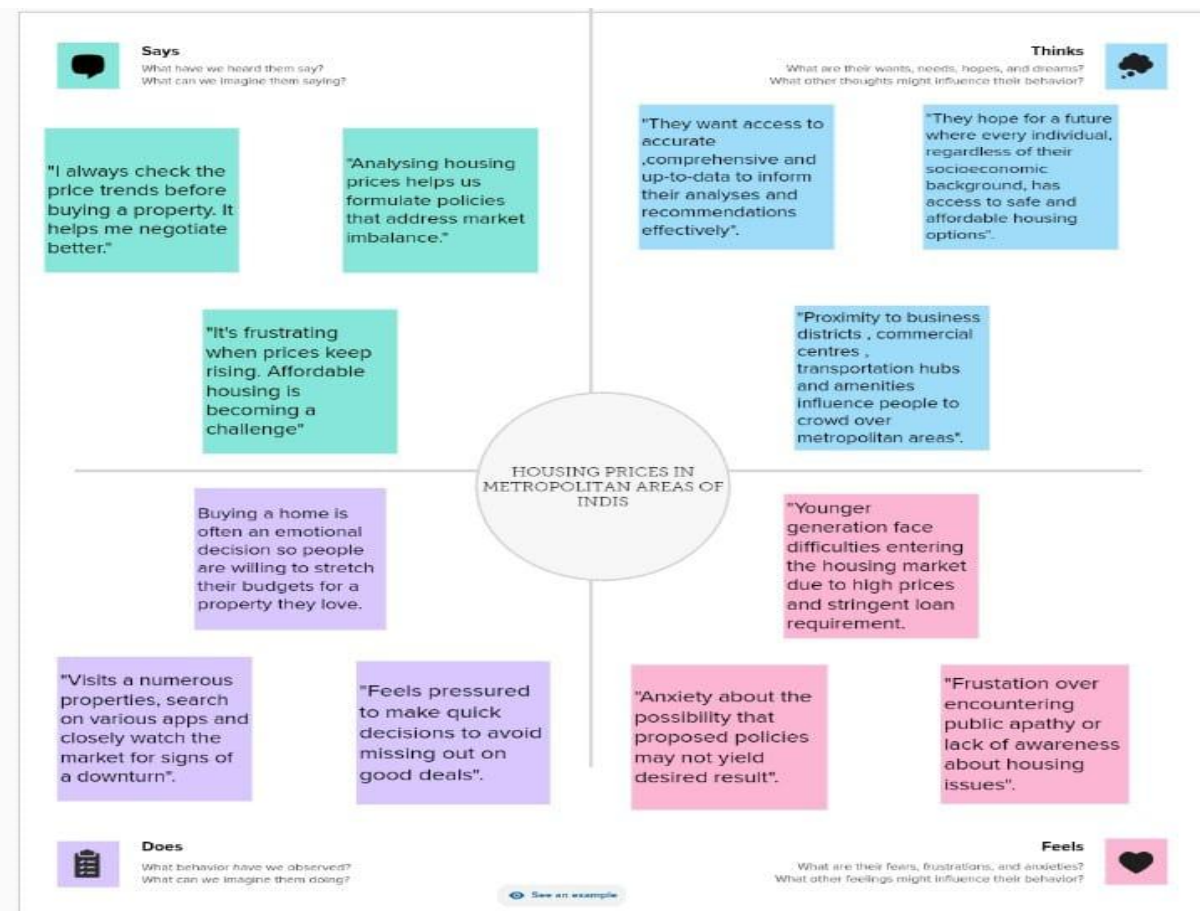 Says
What have we heard them say?
What can we imagine them saying?
Thinks
What are their wants, needs, hopes, and dreams?
What other thoughts might influence their behavior?
"I always check the
price trends before
buying a property. It
helps me negotiate
better."
"Analysing housing
prices helps us
formulate policies
that address market
imbalance."
"It's frustrating
when prices keep
rising. Affordable
housing is
becoming a
challenge"
"They want access to
accurate
,comprehensive and
up-to-data to inform
their analyses and
recommendations
effectively".
"They hope for a future
where every individual,
regardless of their
socioeconomic
background, has
access to safe and
affordable housing
options".
"Proximity to business
districts , commercial
centres ,
transportation hubs
and amenities
influence people to
crowd over
metropolitan areas".
HOUSING PRICES IN
METROPOLITAN AREAS OF
INDIS
Buying a home is
often an emotional
decision so people
are willing to stretch
their budgets for a
property they love.
"Visits a numerous
properties, search
on various apps and
closely watch the
market for signs of
a downturn".
"Feels pressured
to make quick
decisions to avoid
missing out on
good deals".
"Younger
generation face
difficulties entering
the housing market
due to high prices
and stringent loan
requirement.
"Anxiety about the
possibility that
proposed policies
may not yield
desired result".
"Frustation over
encountering
public apathy or
lack of awareness
about housing
issues".
Does
What behavior have we observed?
What can we imagine them doing?
Feels
What are their fears, frustrations, and anxieties?
What other feelings might influence their behavior?
See an example